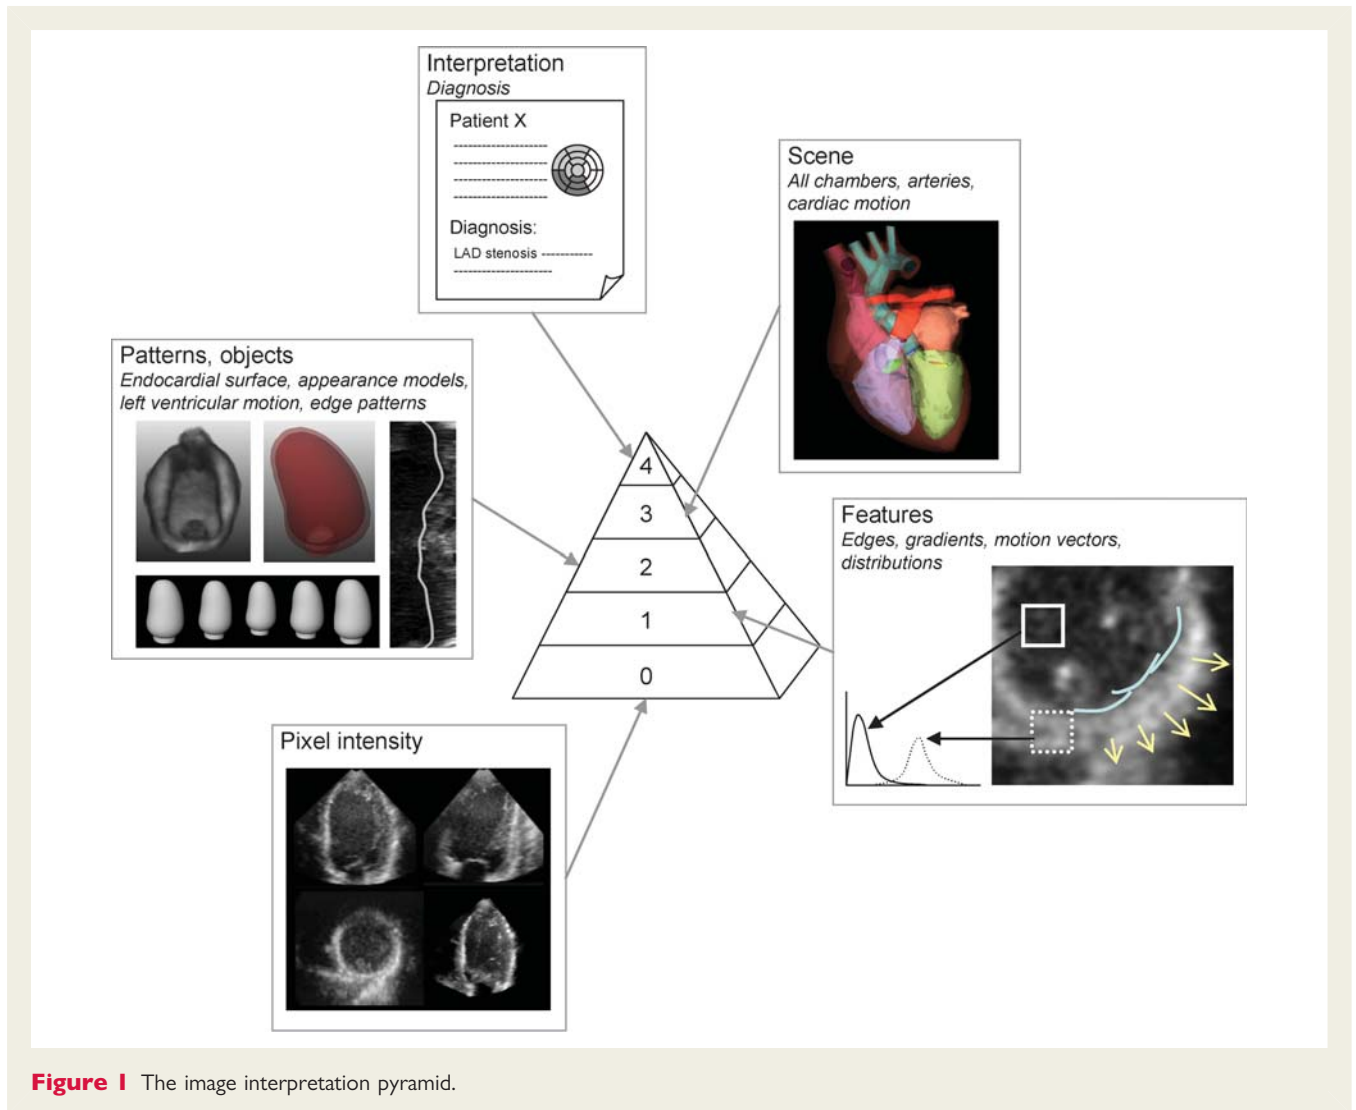 Interpretation
Diagnosis
Patient X
Diagnosis:
LAD stenosis
Scene
All chambers, arteries,
cardiac motion
Patterns, objects
Endocardial surface, appearance models,
left ventricular motion, edge patterns
4
3
2
1
0
Features
Edges, gradients, motion vectors,
distributions
Pixel intensity
Figure 1 The image interpretation pyramid.